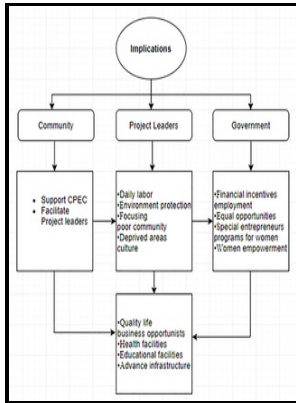 Implications
Community
Project Leaders
Government
• Support CPEC
• Facilitate
Project leaders
•Daily labor
•Environment protection
•Focusing
poor community
•Deprived areas
culture
•Financial incentives
employment
•Equal opportunities
•Special entrepreneurs
programs for women
•Women empowerment
•Quality life
business opportunists
•Health facilities
•Educational facilities
•Advance infrastructure